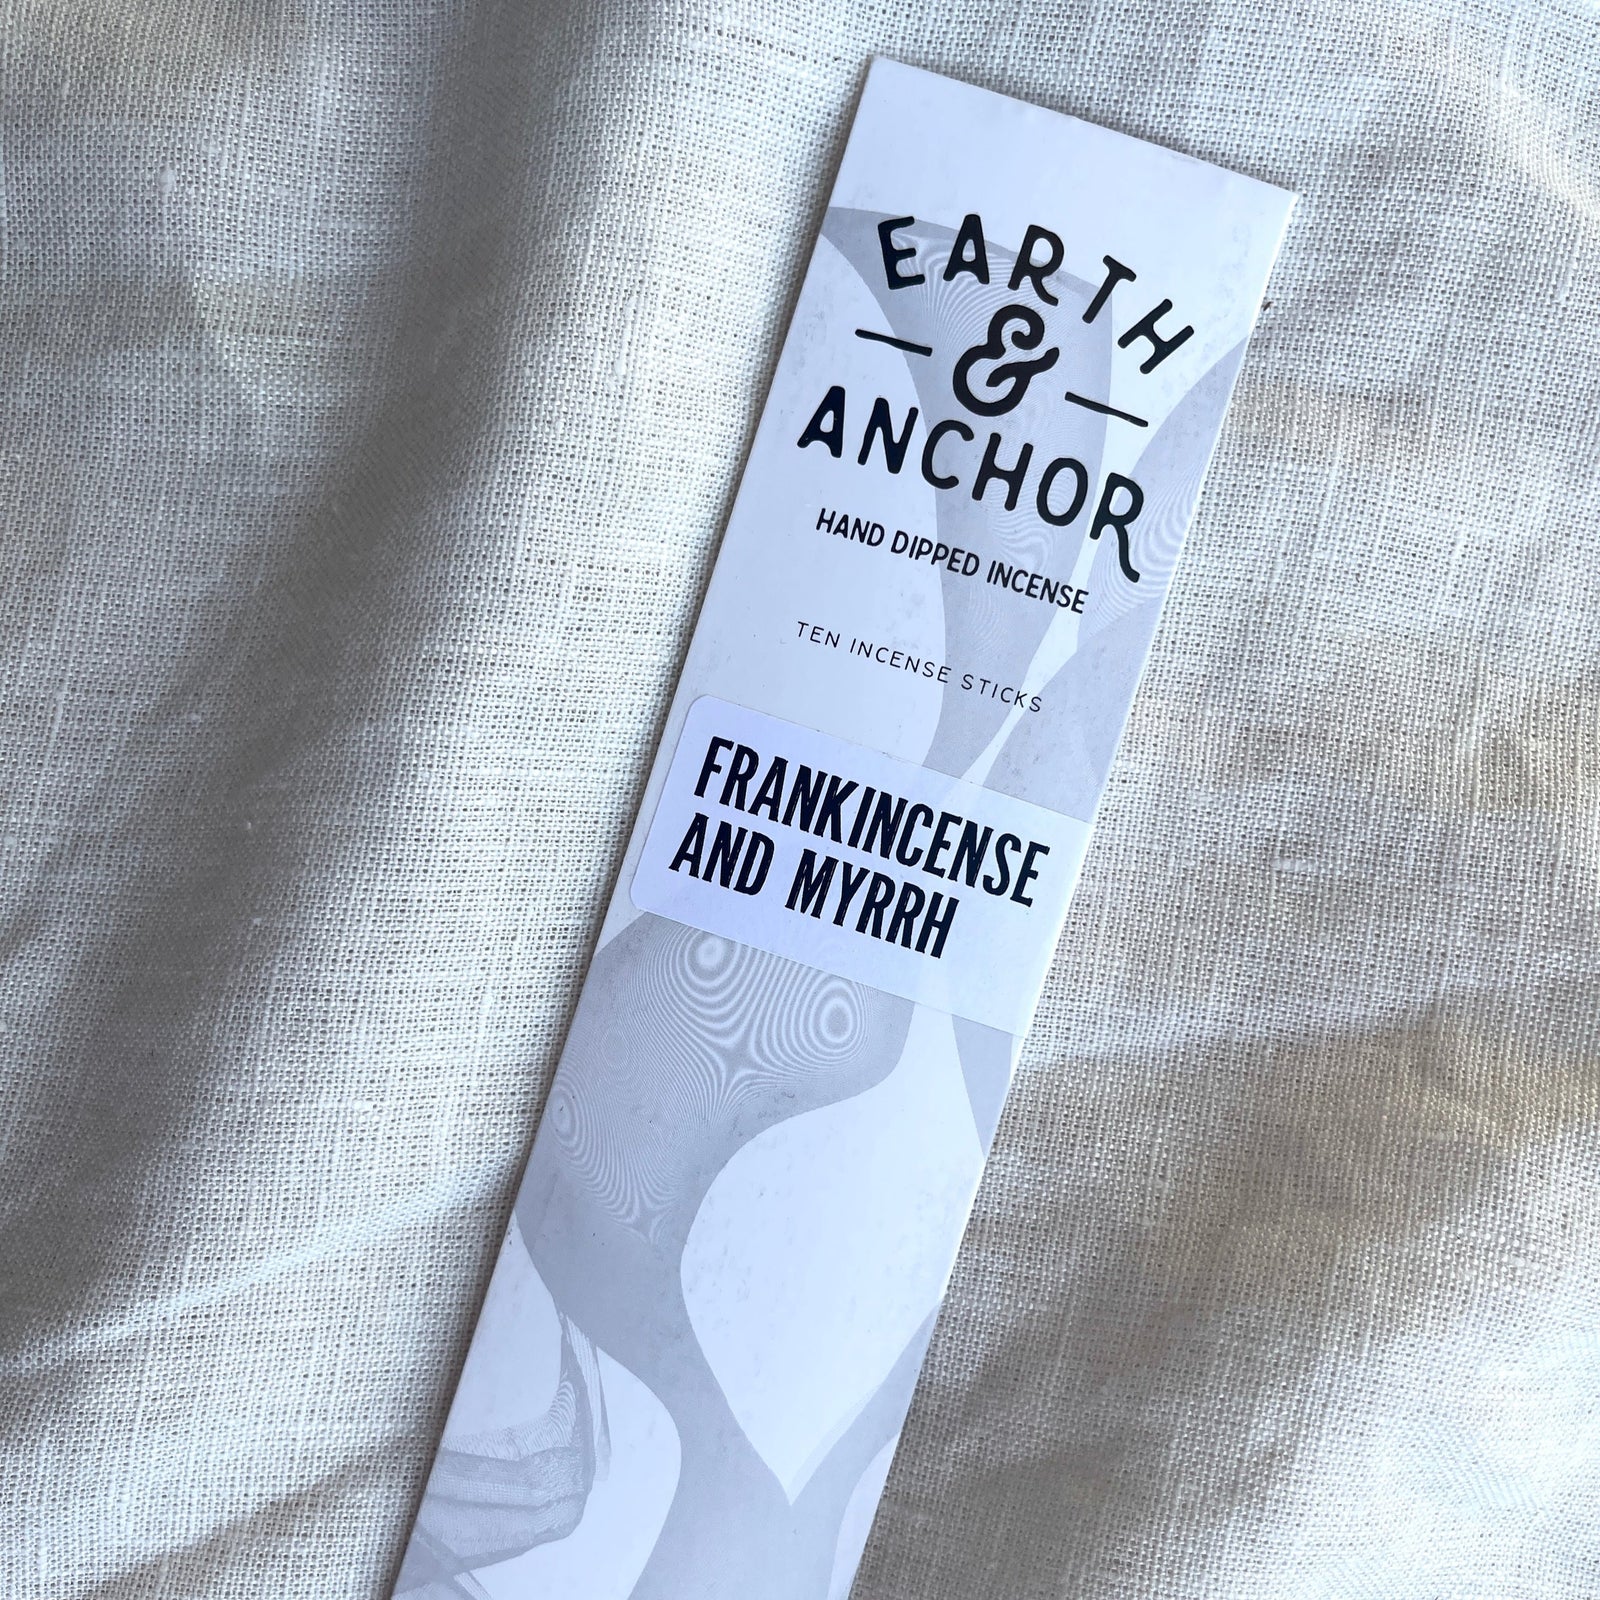 EARTH
&
ANCHOR
HAND DIPPED INCENSE
TEN INCENSE STICKS
FRANKINCENSE
AND MYRRH